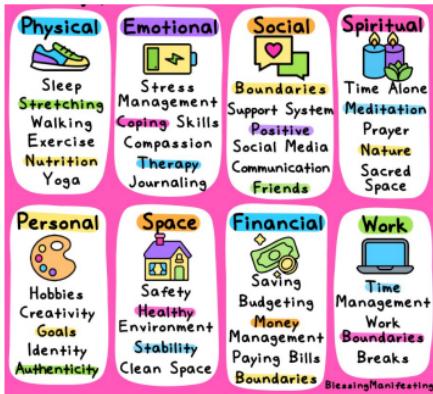 Physical
Sleep
Stretching
Walking
Exercise
Nutrition
Yoga
Emotional
Stress
Management
Coping Skills
Compassion
Therapy
Journaling
Social
Boundaries
Support System
Positive
Social Media
Communication
Friends
Spiritual
Time Alone
Meditation
Prayer
Nature
Sacred
Space
Personal
Hobbies
Creativity
Goals
Identity
Authenticity
Space
Safety
Healthy
Environment
Stability
Clean Space
Financial
Saving
Budgeting
Money
Management
Paying Bills
Boundaries
Work
Time
Management
Work
Boundaries
Breaks
BlessingManifesting